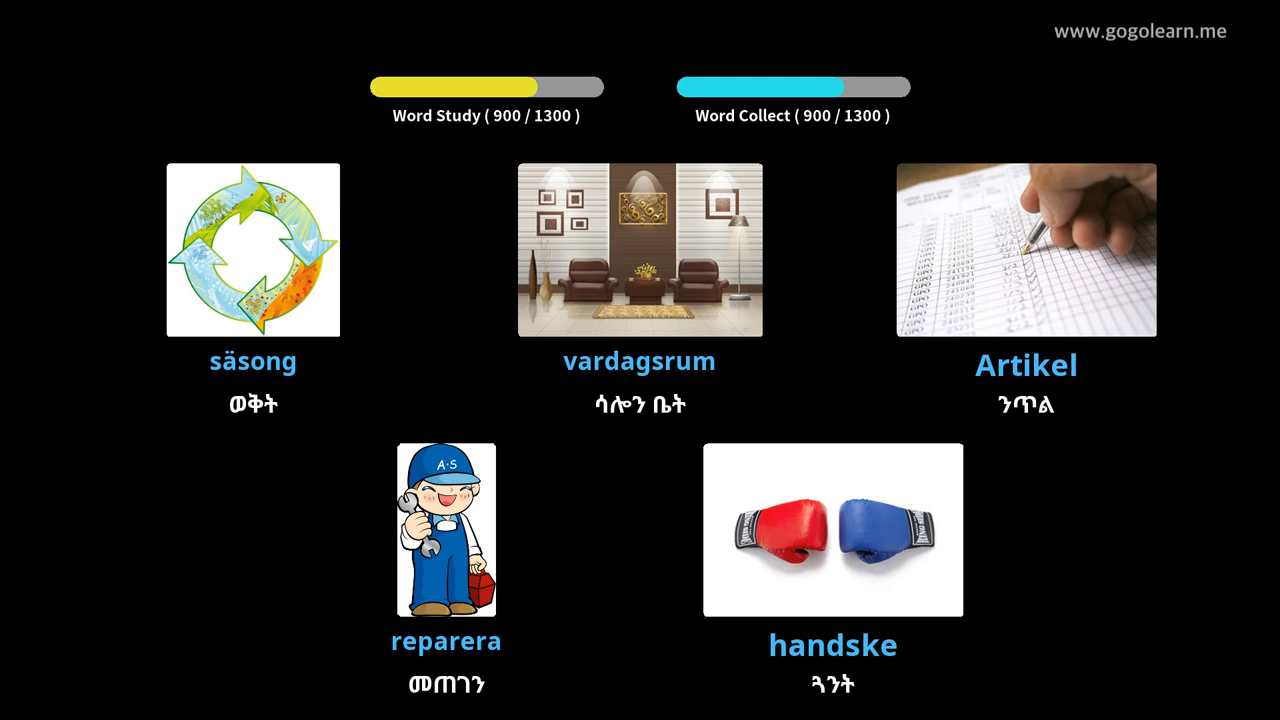 www.gogolearn.me
Word Study ( 900 / 1300 )
Word Collect ( 900 / 1300 )
säsong
ወቅት
vardagsrum
ሳሎን ቤት
Artikel
ንጥል
A·S
reparera
መጠገን
handske
ጓንት